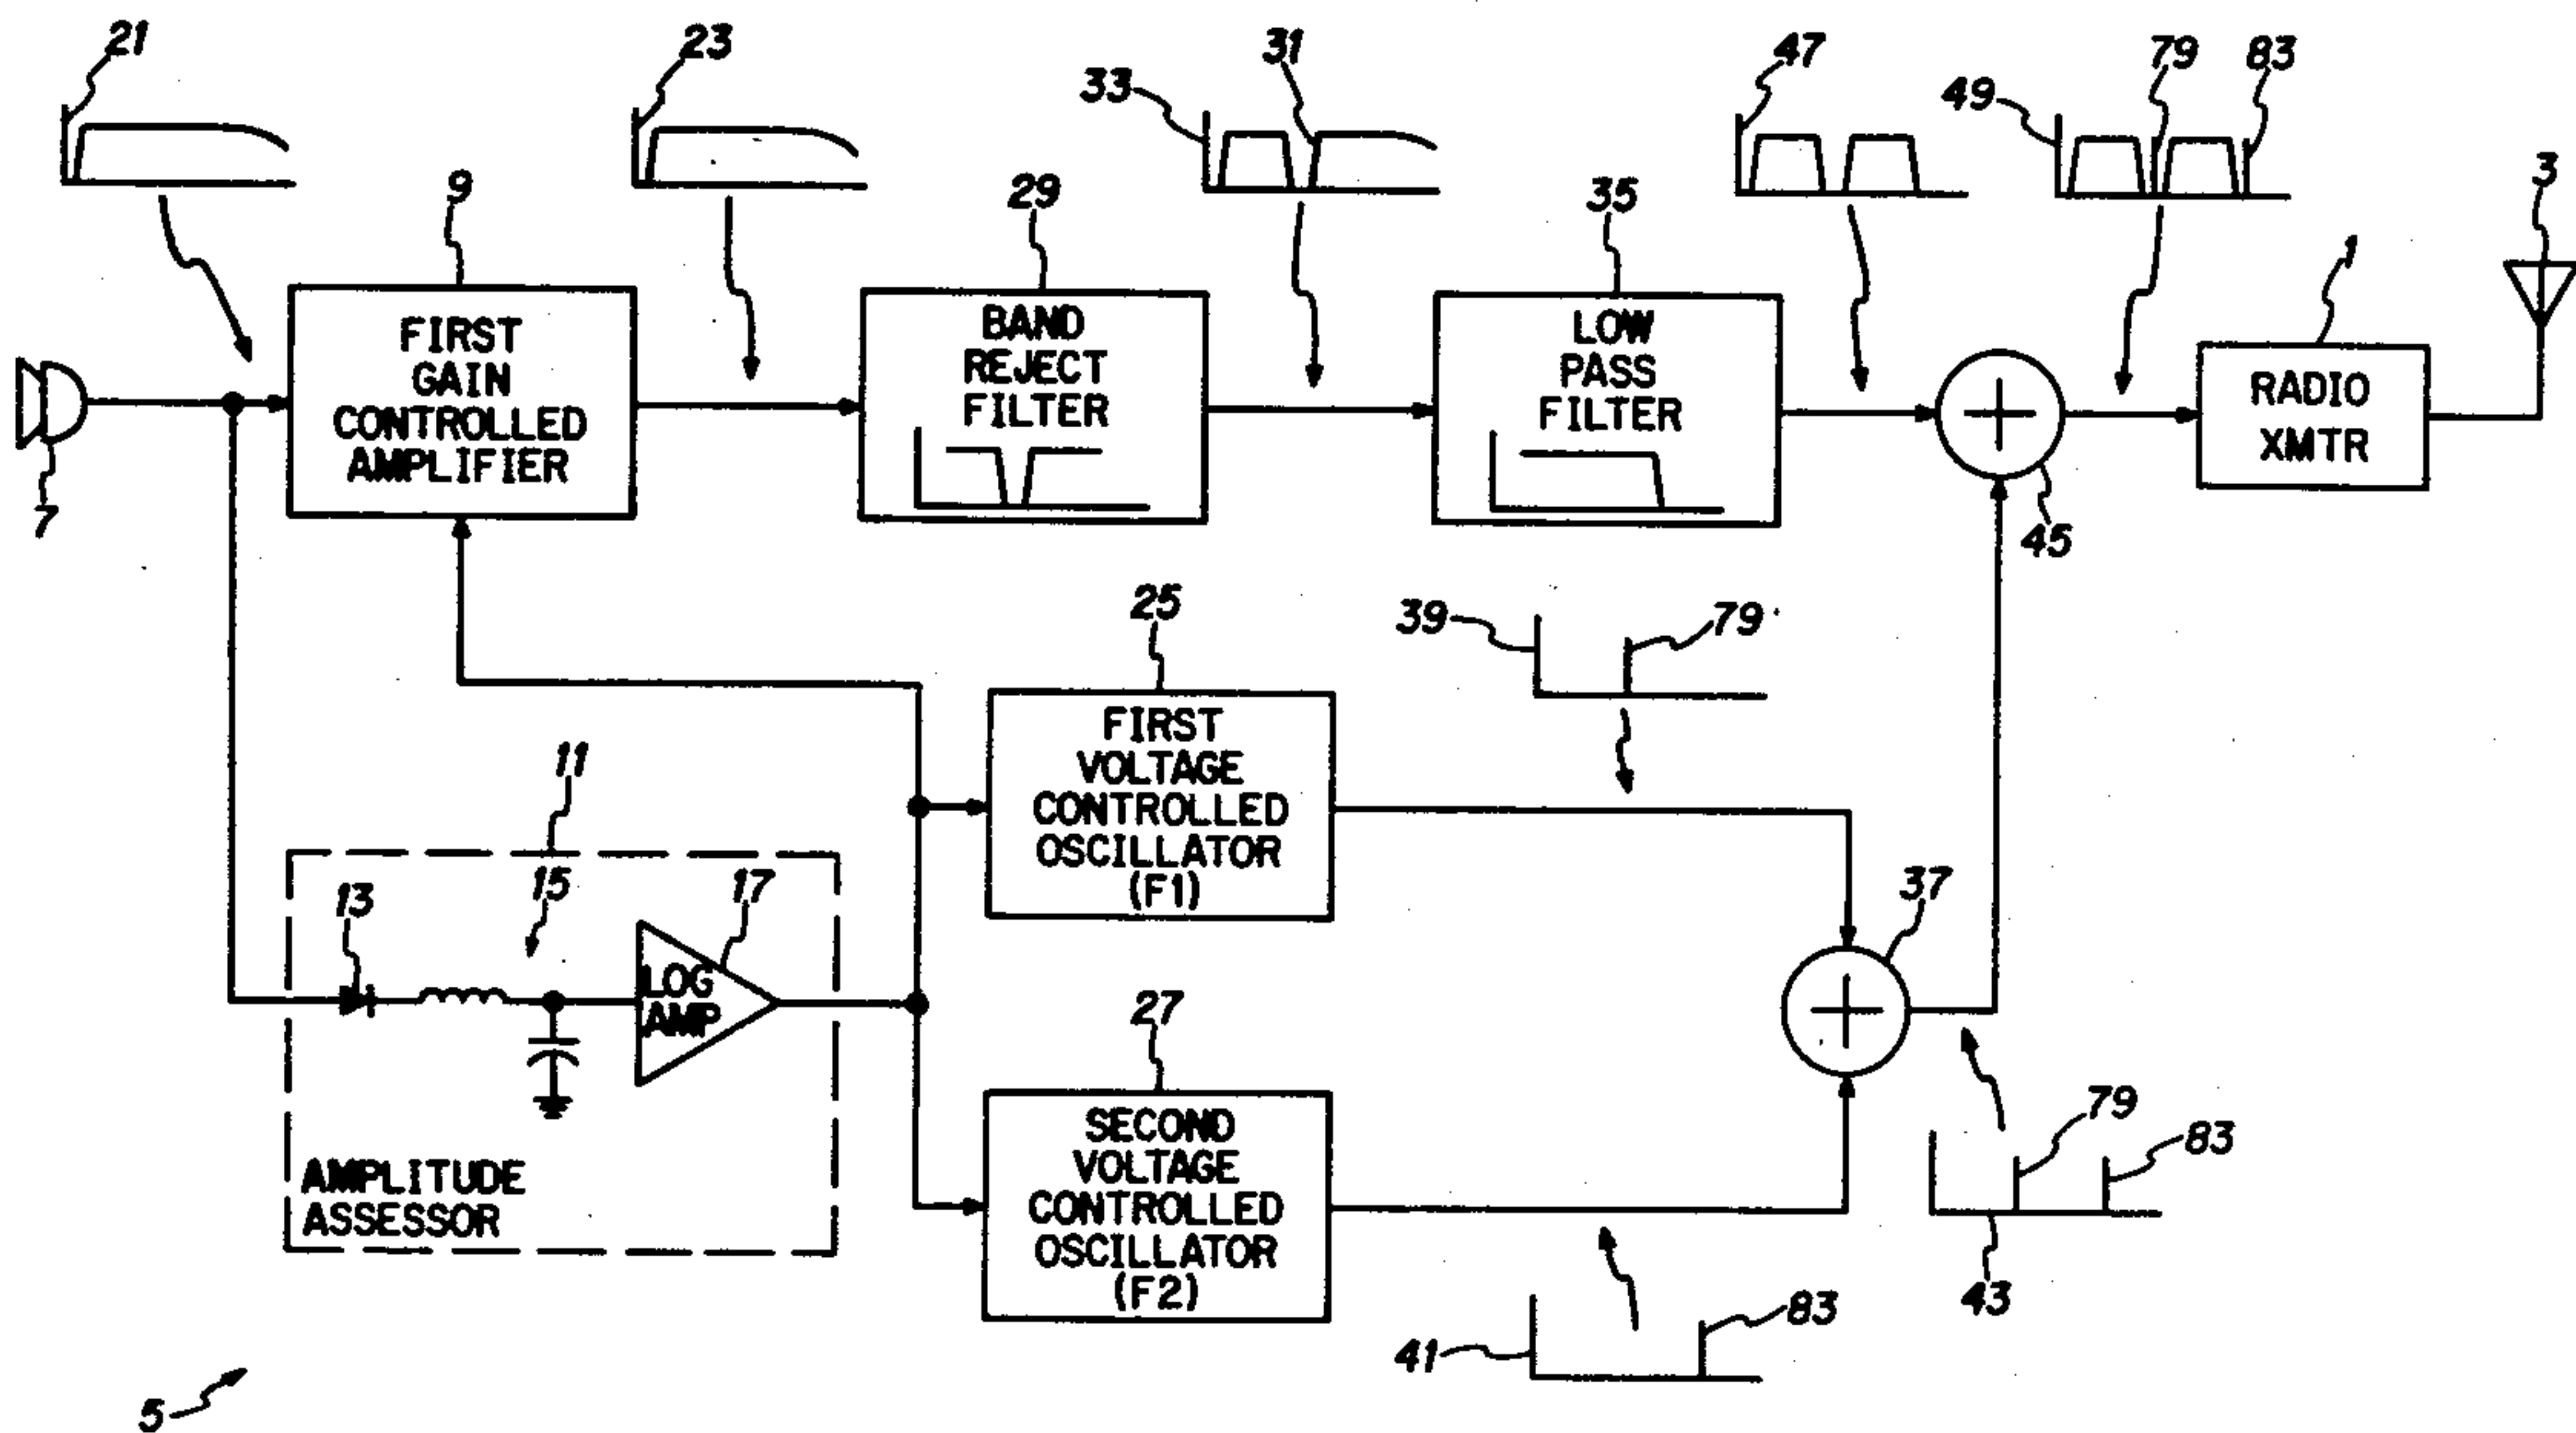 21
23
33
31
47
49
79
83
9
29
35
1
3
FIRST
GAIN
CONTROLLED
AMPLIFIER
BAND
REJECT
FILTER
LOW
PASS
FILTER
RADIO
XMTR
7
45
25
39
79
FIRST
VOLTAGE
CONTROLLED
OSCILLATOR
(F1)
11
13
15
17
LOG
AMP
AMPLITUDE
ASSESSOR
37
27
SECOND
VOLTAGE
CONTROLLED
OSCILLATOR
(F2)
79
83
43
41
83
5